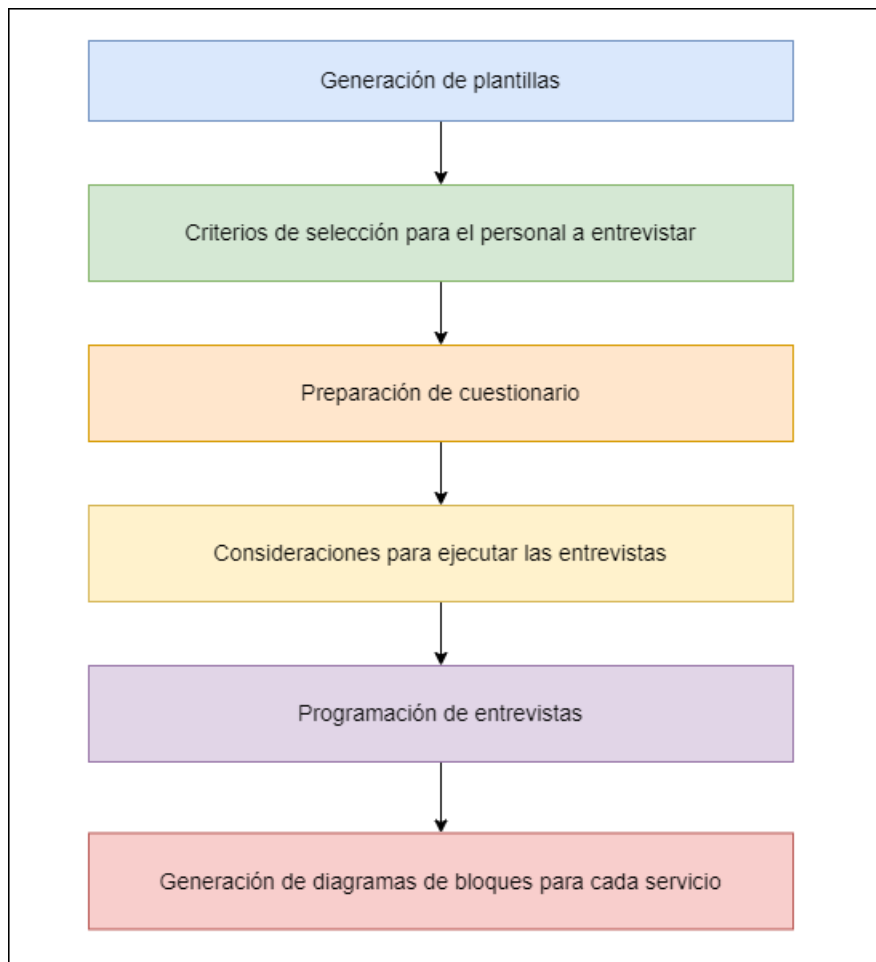 Generación de plantillas
Criterios de selección para el personal a entrevistar
Preparación de cuestionario
Consideraciones para ejecutar las entrevistas
Programación de entrevistas
Generación de diagramas de bloques para cada servicio